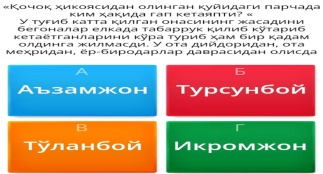 «Қочоқ ҳикоясидан олинган қуйидаги парчада
ким ҳақида гап кетаяпти? «
У туғиб катта қилган онасининг жасадини
бегоналар елкада табаррук қилиб кўтариб
кетаётганларини кўра туриб ҳам бир қадам
олдинга жилмасди. У ота дийдоридан, ота
меҳридан, ёр-биродарлар даврасидан олисда
А
Аъзамжон
Б
Турсунбой
В
Тўланбой
Г
Икромжон